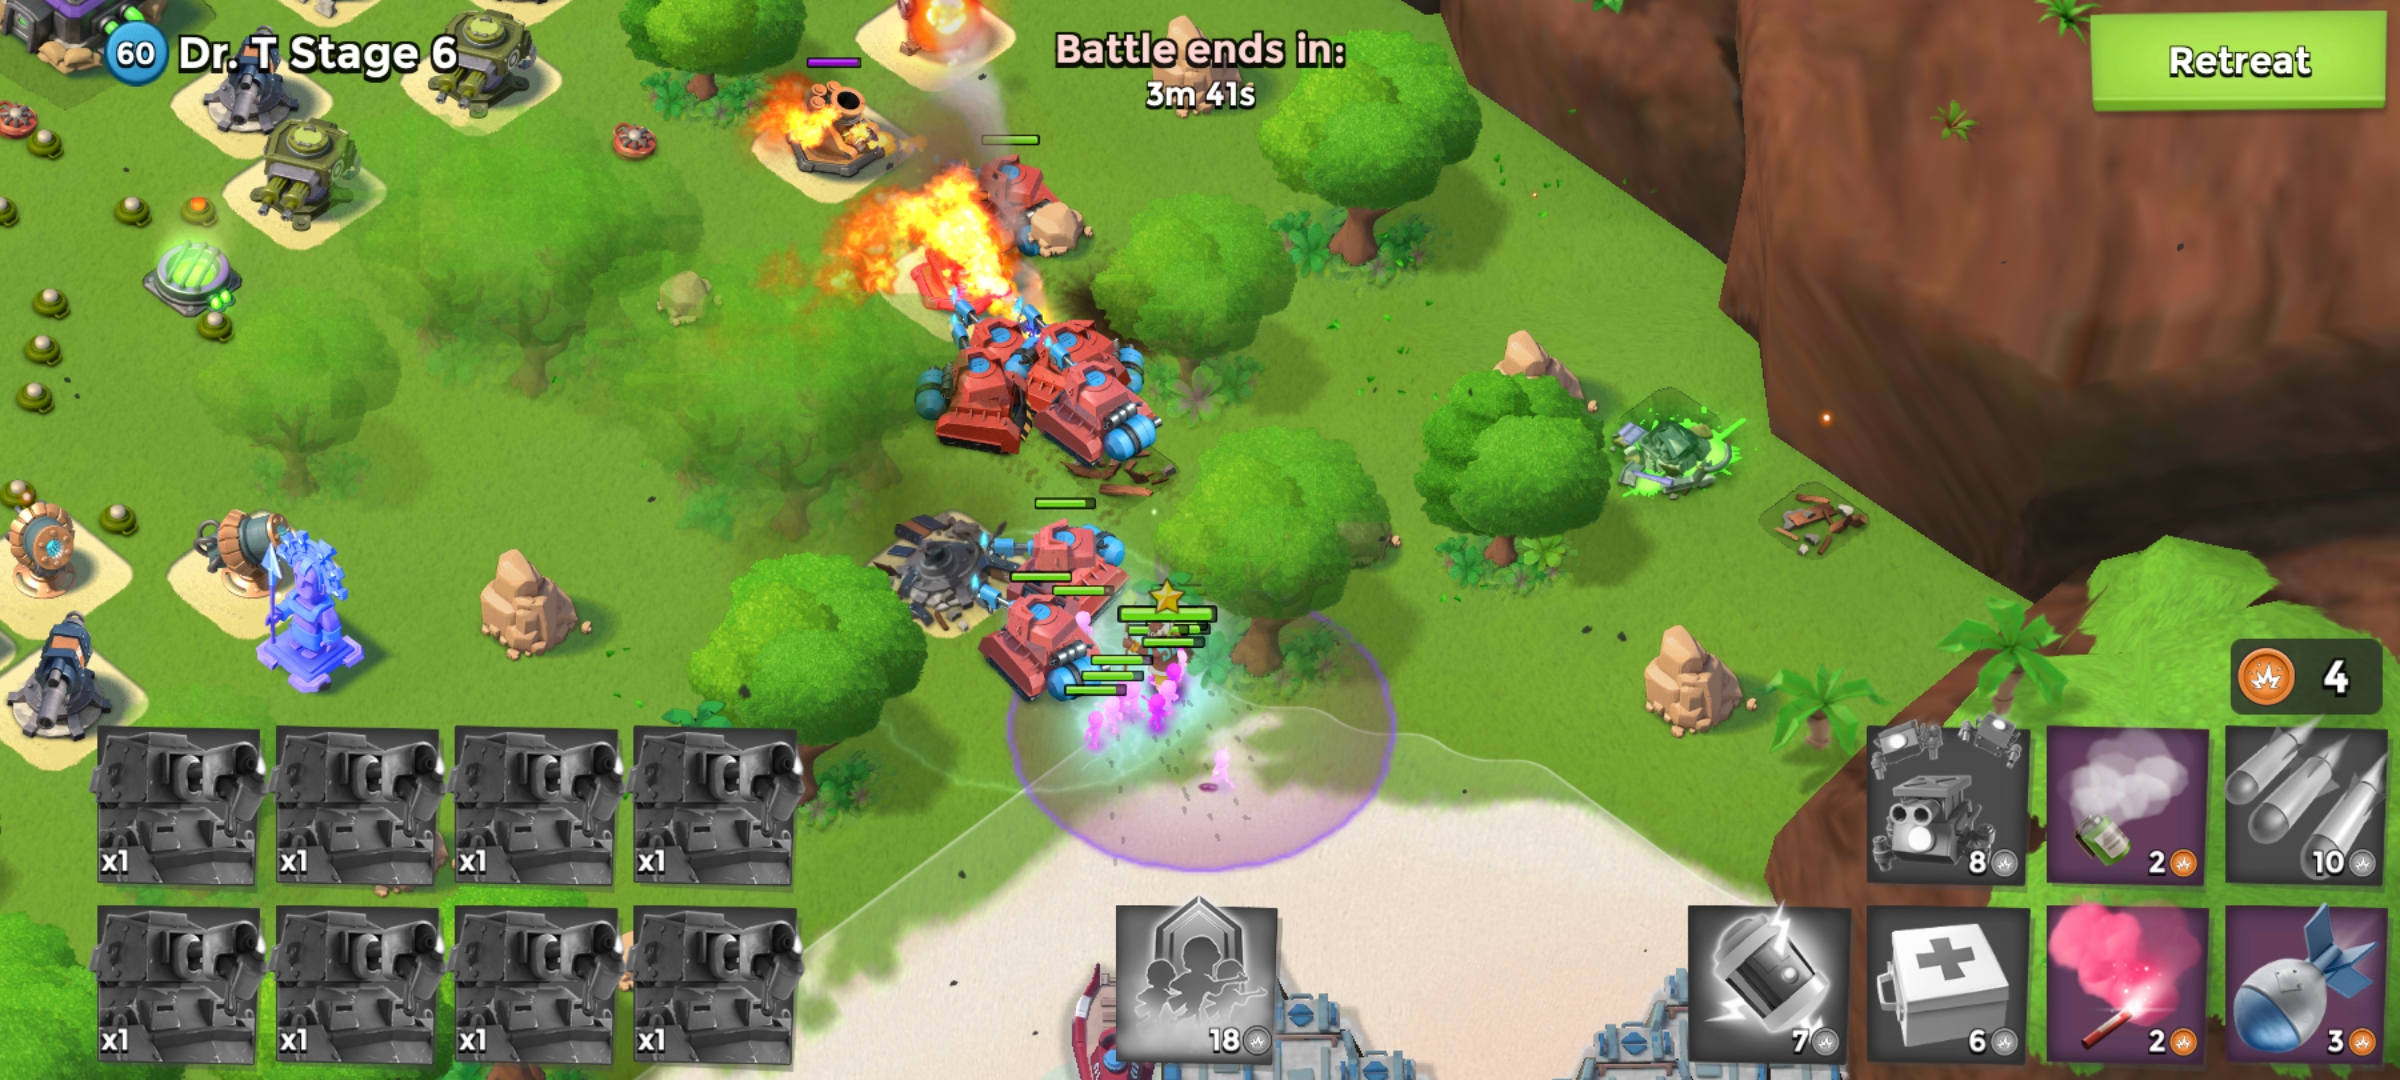 60 Dr. T Stage 6
Battle ends in:
3m 41s
Retreat
4
x1 x1 x1 x1
8 2 10
x1 x1 x1 x1
18 7 6 2 3